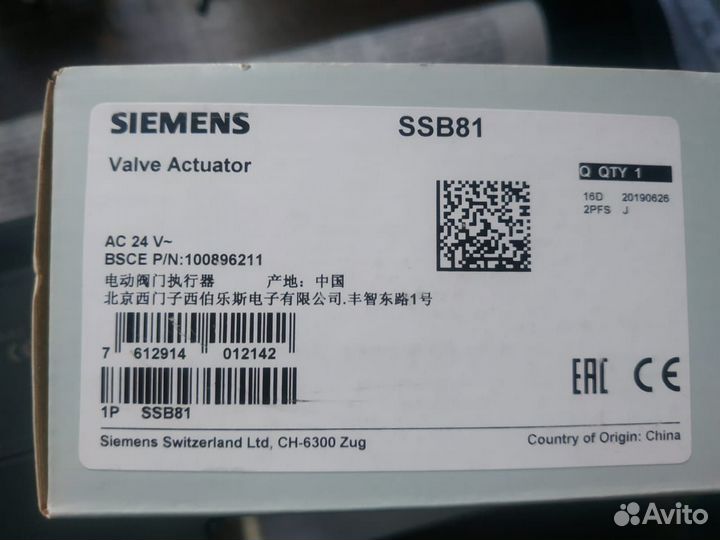 SIEMENS
SSB81
Valve Actuator
Q QTY 1
16D 20190626
2PFS J
AC 24 V~
BSCE P/N:100896211
电动阀门执行器 产地: 中国
北京西门子西伯乐斯电子有限公司.丰智东路1号
7 612914 012142
1P SSB81
EAC CE
Siemens Switzerland Ltd, CH-6300 Zug
Country of Origin: China
Avito